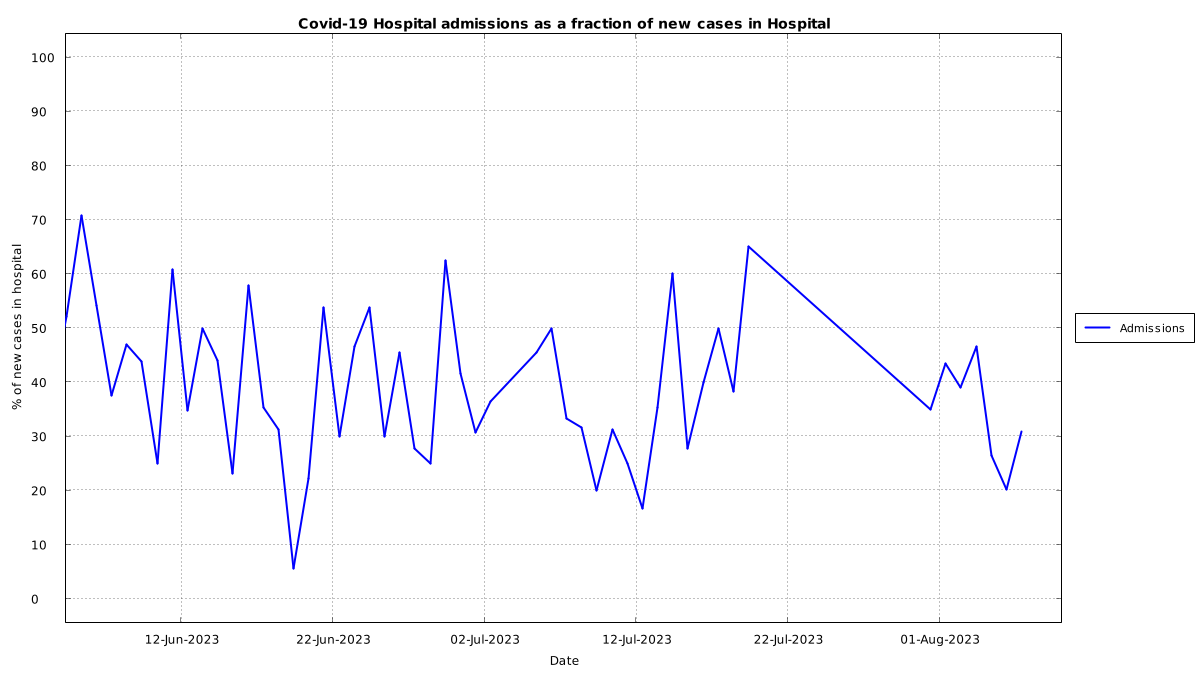 Covid-19 Hospital admissions as a fraction of new cases in Hospital
100
90
80
70
60
50
40
30
20
10
0
% of new cases in hospital
12-Jun-2023
22-Jun-2023
02-Jul-2023
12-Jul-2023
22-Jul-2023
01-Aug-2023
Date
Admissions